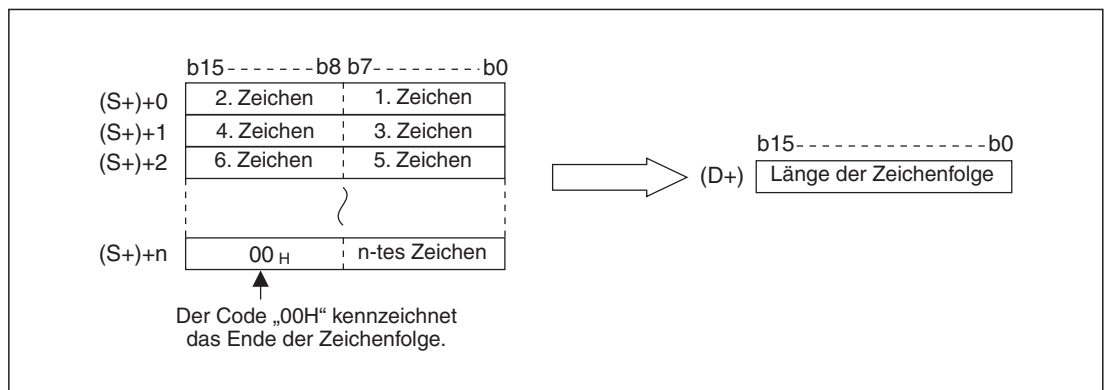 b15-------b8 b7---------b0
(S+)+0 2. Zeichen 1. Zeichen
(S+)+1 4. Zeichen 3. Zeichen
(S+)+2 6. Zeichen 5. Zeichen
(S+)+n 00 H n-tes Zeichen
Der Code „00H“ kennzeichnet
das Ende der Zeichenfolge.
b15----------------b0
(D+) Länge der Zeichenfolge